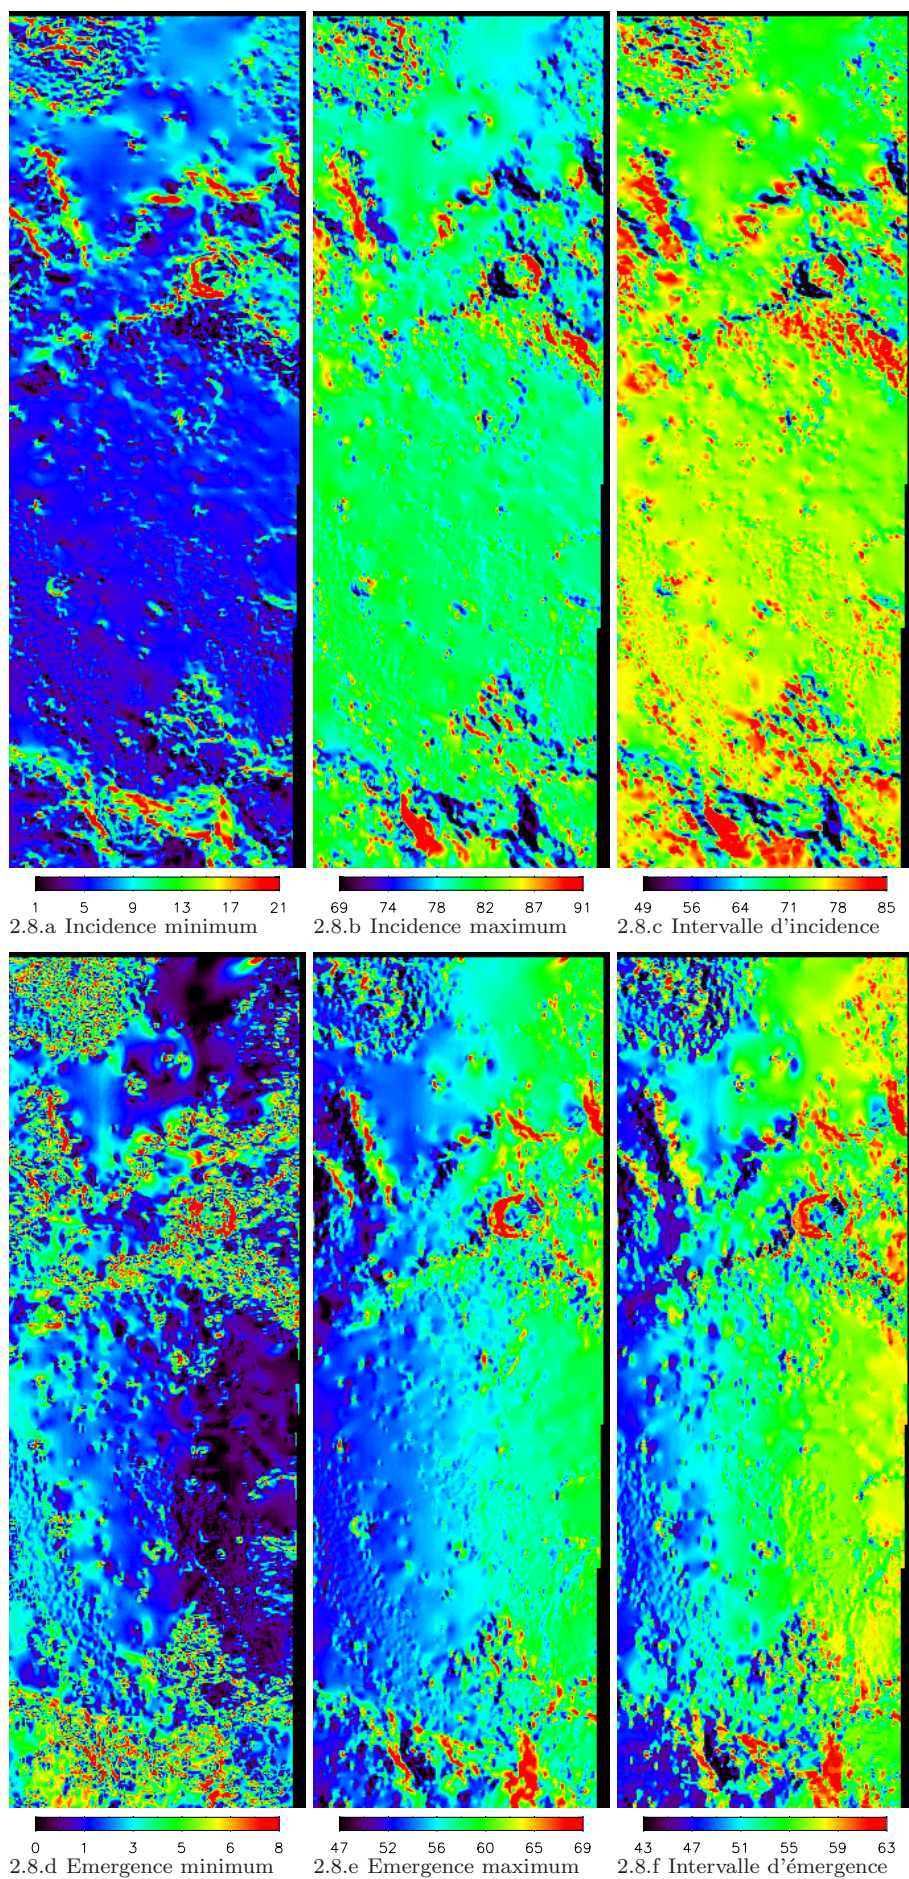 1 5 9 13 17 21
69 74 78 82 87 91
49 56 64 71 78 85
2.8.a Incidence minimum
2.8.b Incidence maximum
2.8.c Intervalle d'incidence
0 1 3 5 6 8
47 52 56 60 65 69
43 47 51 55 59 63
2.8.d Emergence minimum
2.8.e Emergence maximum
2.8.f Intervalle d'émergence